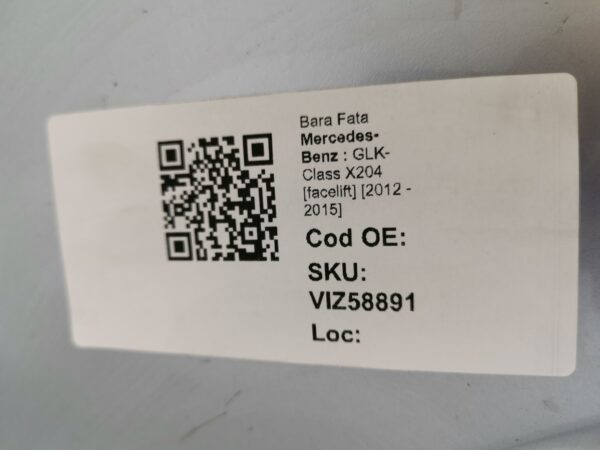 Bara Fata
Mercedes-
Benz : GLK-
Class X204
[facelift] [2012 -
2015]
Cod OE:
SKU:
VIZ58891
Loc: